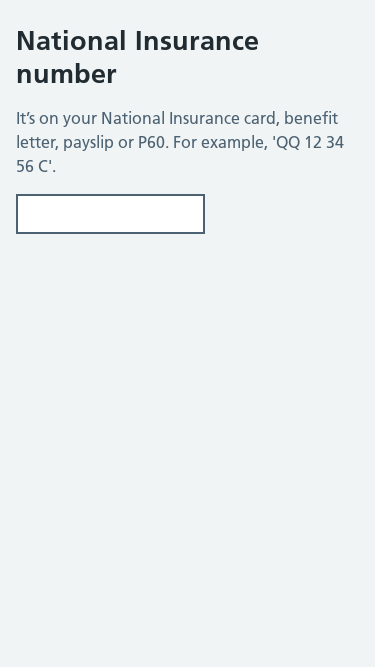 National Insurance
number
It’s on your National Insurance card, benefit
letter, payslip or P60. For example, 'QQ 12 34
56 C'.